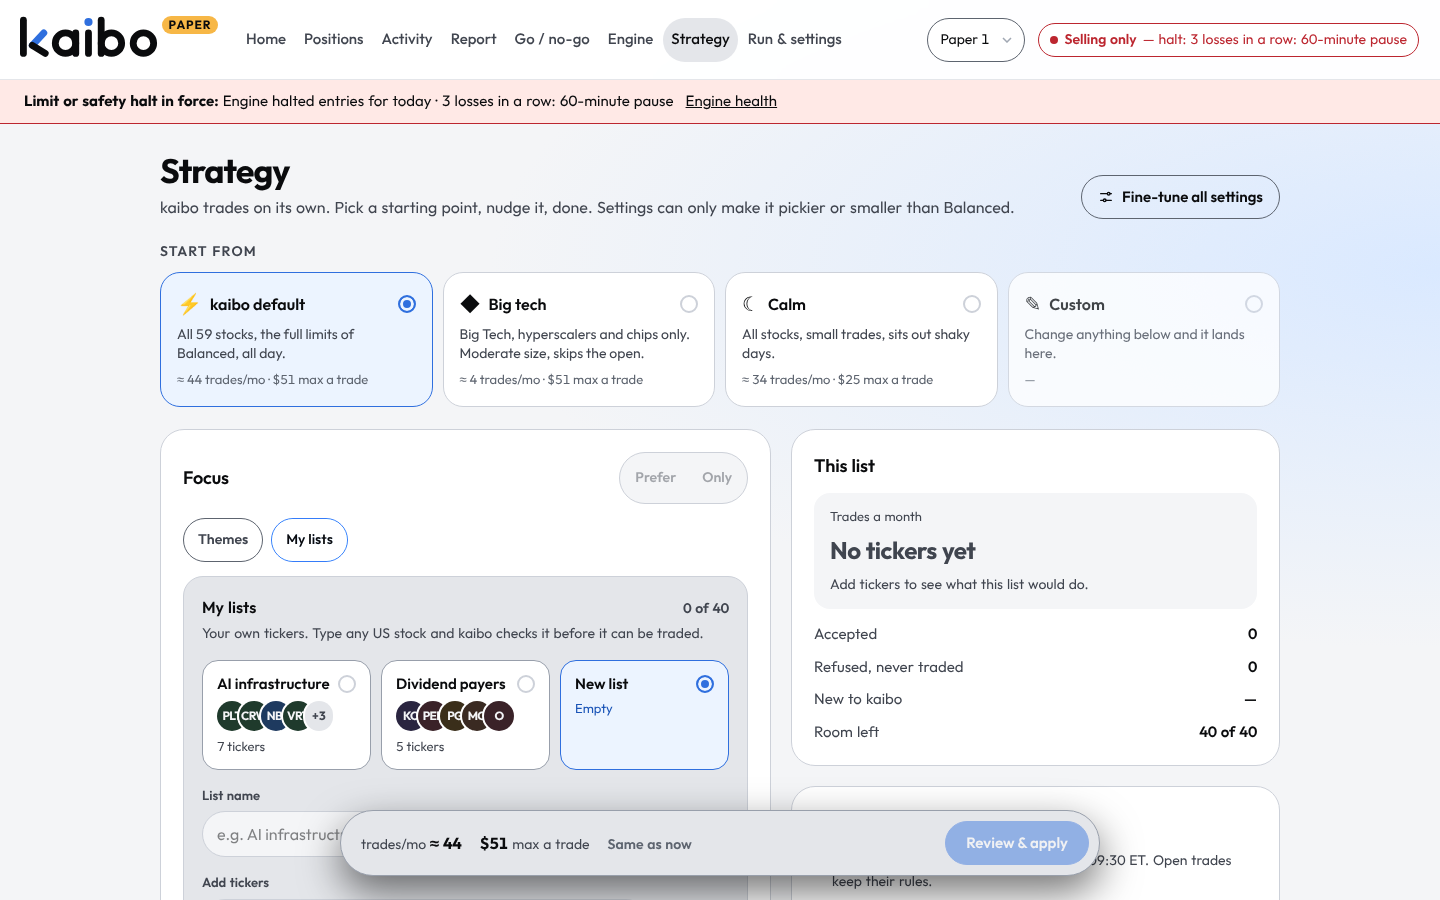 kaibo PAPER
Home Positions Activity Report Go / no-go Engine Strategy Run & settings
Paper 1
Selling only — halt: 3 losses in a row: 60-minute pause
Limit or safety halt in force: Engine halted entries for today · 3 losses in a row: 60-minute pause Engine health
Strategy
kaibo trades on its own. Pick a starting point, nudge it, done. Settings can only make it pickier or smaller than Balanced.
Fine-tune all settings
START FROM
kaibo default
All 59 stocks, the full limits of
Balanced, all day.
≈ 44 trades/mo · $51 max a trade
Big tech
Big Tech, hyperscalers and chips only.
Moderate size, skips the open.
≈ 4 trades/mo · $51 max a trade
Calm
All stocks, small trades, sits out shaky
days.
≈ 34 trades/mo · $25 max a trade
Custom
Change anything below and it lands
here.
—
Focus
Prefer Only
Themes My lists
My lists 0 of 40
Your own tickers. Type any US stock and kaibo checks it before it can be traded.
AI infrastructure
+3
7 tickers
Dividend payers
O
5 tickers
New list
Empty
List name
e.g. AI
Add tickers
This list
Trades a month
No tickers yet
Add tickers to see what this list would do.
Accepted 0
Refused, never traded 0
New to kaibo —
Room left 40 of 40
09:30 ET. Open trades
keep their rules.
trades/mo ≈ 44 $51 max a trade Same as now
Review & apply